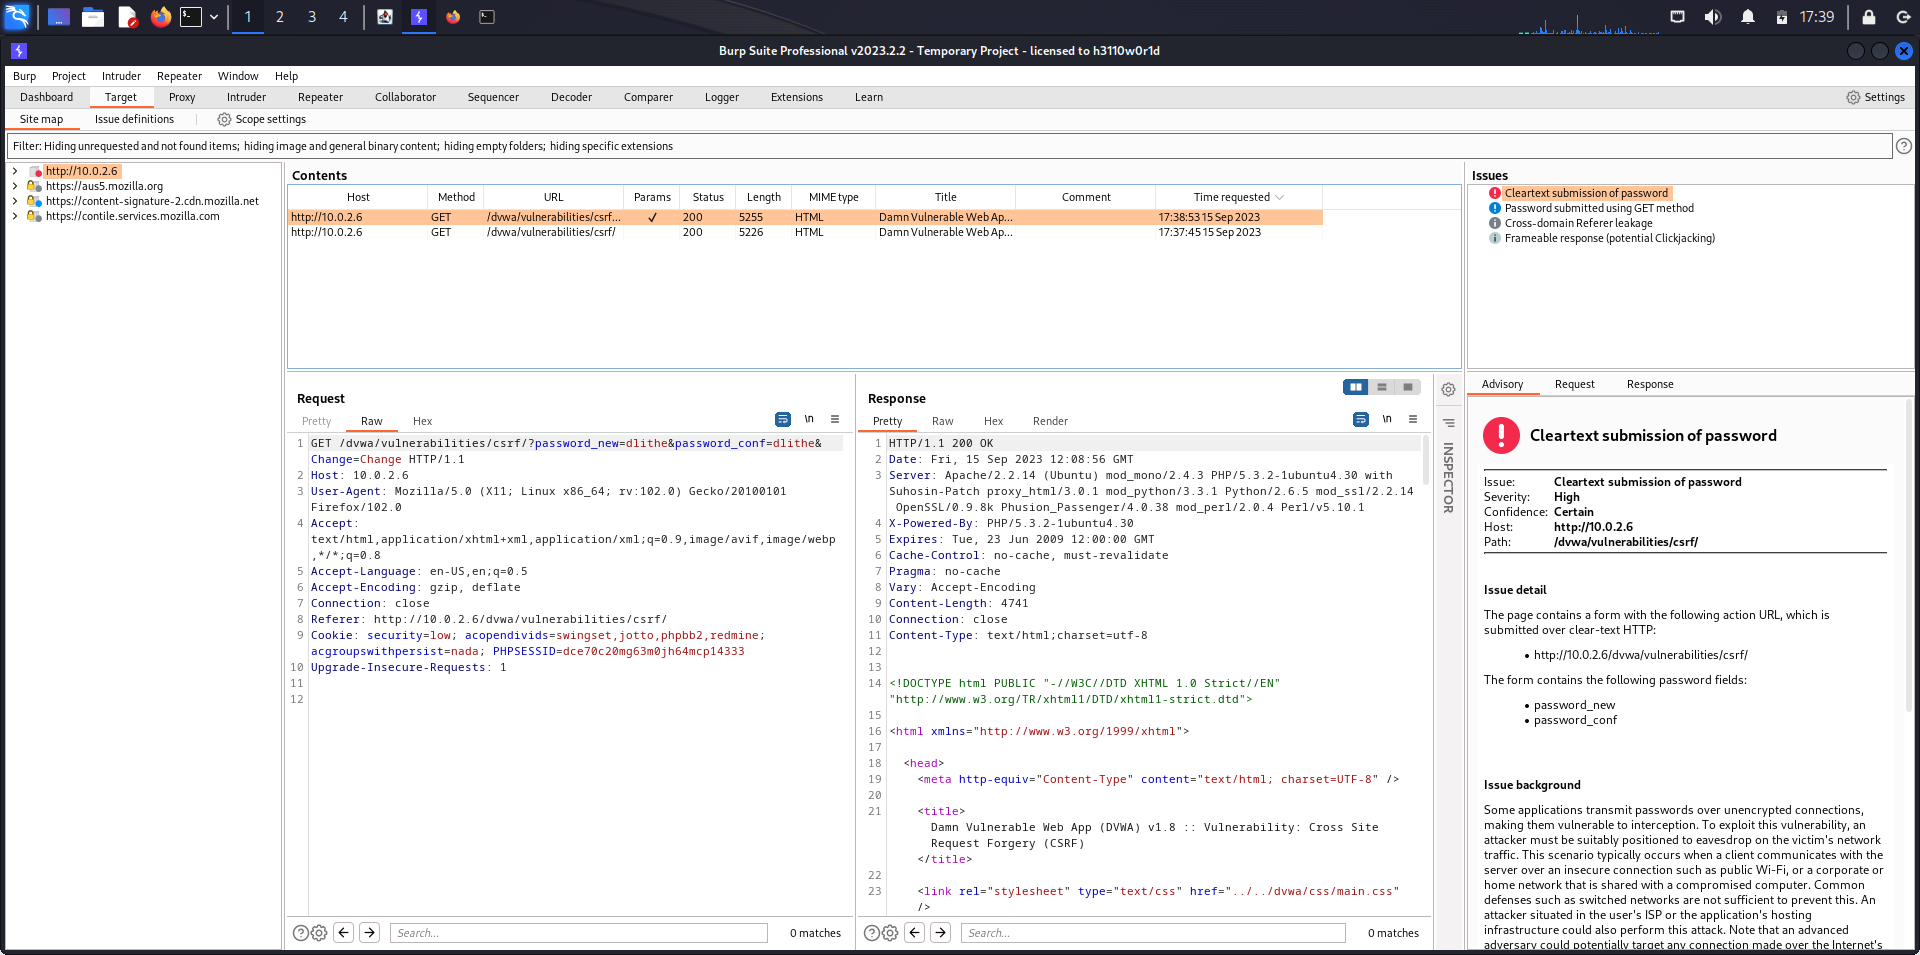 1 2 3 4 17:39
Burp Suite Professional v2023.2.2 - Temporary Project - licensed to h3110w0r1d
Burp Project Intruder Repeater Window Help
Dashboard Target Proxy Intruder Repeater Collaborator Sequencer Decoder Comparer Logger Extensions Learn Settings
Site map Issue definitions Scope settings
Filter: Hiding unrequested and not found items; hiding image and general binary content; hiding empty folders; hiding specific extensions
http://10.0.2.6
https://aus5.mozilla.org
https://content-signature-2.cdn.mozilla.net
https://contile.services.mozilla.com
Contents
Host Method URL Params Status Length MIME type Title Comment Time requested
http://10.0.2.6 GET /dvwa/vulnerabilities/csrf... ✓ 200 5255 HTML Damn Vulnerable Web Ap... 17:38:53 15 Sep 2023
http://10.0.2.6 GET /dvwa/vulnerabilities/csrf/ 200 5226 HTML Damn Vulnerable Web Ap... 17:37:45 15 Sep 2023
Issues
Cleartext submission of password
Password submitted using GET method
Cross-domain Referer leakage
Frameable response (potential Clickjacking)
Request
Pretty Raw Hex \n
1 GET /dvwa/vulnerabilities/csrf/?password_new=dlithe&password_conf=dlithe&
Change=Change HTTP/1.1
2 Host: 10.0.2.6
3 User-Agent: Mozilla/5.0 (X11; Linux x86_64; rv:102.0) Gecko/20100101
Firefox/102.0
4 Accept:
text/html,application/xhtml+xml,application/xml;q=0.9,image/avif,image/webp
,*/*;q=0.8
5 Accept-Language: en-US,en;q=0.5
6 Accept-Encoding: gzip, deflate
7 Connection: close
8 Referer: http://10.0.2.6/dvwa/vulnerabilities/csrf/
9 Cookie: security=low; acopendivids=swingset,jotto,phpbb2,redmine;
acgroupswithpersist=nada; PHPSESSID=dce70c20mg63m0jh64mcp14333
10 Upgrade-Insecure-Requests: 1
11
12
Search... 0 matches
Response
Pretty Raw Hex Render \n
1 HTTP/1.1 200 OK
2 Date: Fri, 15 Sep 2023 12:08:56 GMT
3 Server: Apache/2.2.14 (Ubuntu) mod_mono/2.4.3 PHP/5.3.2-1ubuntu4.30 with
Suhosin-Patch proxy_html/3.0.1 mod_python/3.3.1 Python/2.6.5 mod_ssl/2.2.14
OpenSSL/0.9.8k Phusion_Passenger/4.0.38 mod_perl/2.0.4 Perl/v5.10.1
4 X-Powered-By: PHP/5.3.2-1ubuntu4.30
5 Expires: Tue, 23 Jun 2009 12:00:00 GMT
6 Cache-Control: no-cache, must-revalidate
7 Pragma: no-cache
8 Vary: Accept-Encoding
9 Content-Length: 4741
10 Connection: close
11 Content-Type: text/html;charset=utf-8
12
13
14 <!DOCTYPE html PUBLIC "-//W3C//DTD XHTML 1.0 Strict//EN"
"http://www.w3.org/TR/xhtml1/DTD/xhtml1-strict.dtd">
15
16 <html xmlns="http://www.w3.org/1999/xhtml">
17
18 <head>
19 <meta http-equiv="Content-Type" content="text/html; charset=UTF-8" />
20
21 <title>
Damn Vulnerable Web App (DVWA) v1.8 :: Vulnerability: Cross Site
Request Forgery (CSRF)
</title>
22
23 <link rel="stylesheet" type="text/css" href="../../dvwa/css/main.css"
/>
Search... 0 matches
INSPECTOR
Advisory Request Response
Cleartext submission of password
Issue: Cleartext submission of password
Severity: High
Confidence: Certain
Host: http://10.0.2.6
Path: /dvwa/vulnerabilities/csrf/
Issue detail
The page contains a form with the following action URL, which is
submitted over clear-text HTTP:
• http://10.0.2.6/dvwa/vulnerabilities/csrf/
The form contains the following password fields:
• password_new
• password_conf
Issue background
Some applications transmit passwords over unencrypted connections,
making them vulnerable to interception. To exploit this vulnerability, an
attacker must be suitably positioned to eavesdrop on the victim's network
traffic. This scenario typically occurs when a client communicates with the
server over an insecure connection such as public Wi-Fi, or a corporate or
home network that is shared with a compromised computer. Common
defenses such as switched networks are not sufficient to prevent this. An
attacker situated in the user's ISP or the application's hosting
infrastructure could also perform this attack. Note that an advanced
adversary could potentially target any connection made over the Internet's